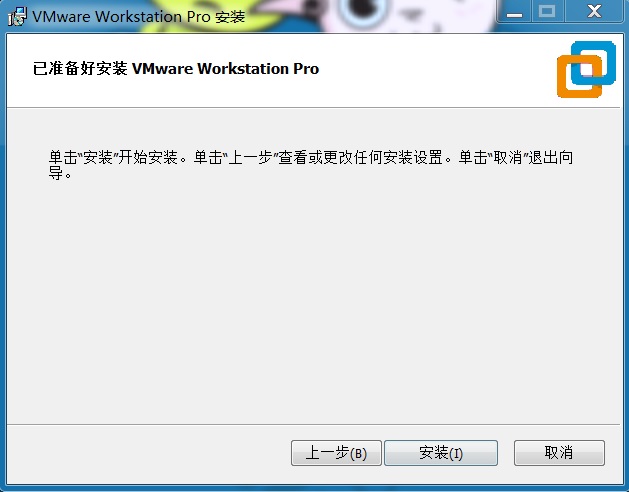 VMware Workstation Pro 安装
已准备好安装 VMware Workstation Pro
单击“安装”开始安装。单击“上一步”查看或更改任何安装设置。单击“取消”退出向
导。
上一步(B) 安装(I) 取消